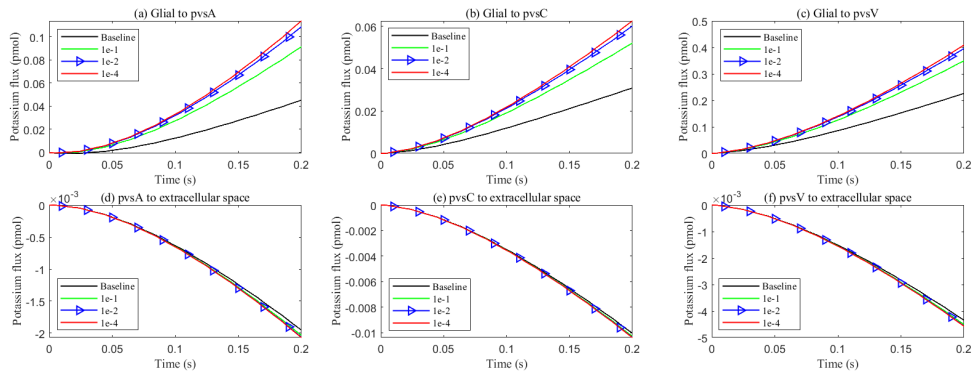 (a) Glial to pvsA
Potassium flux (pmol)
0.1
0.08
0.06
0.04
0.02
0
Baseline
1e-1
1e-2
1e-4
0 0.05 0.1 0.15 0.2
Time (s)
(b) Glial to pvsC
Potassium flux (pmol)
0.06
0.04
0.02
0
Baseline
1e-1
1e-2
1e-4
0 0.05 0.1 0.15 0.2
Time (s)
(c) Glial to pvsV
Potassium flux (pmol)
0.5
0.4
0.3
0.2
0.1
0
Baseline
1e-1
1e-2
1e-4
0 0.05 0.1 0.15 0.2
Time (s)
×10⁻³ (d) pvsA to extracellular space
Potassium flux (pmol)
0
-0.5
-1
-1.5
-2
Baseline
1e-1
1e-2
1e-4
0 0.05 0.1 0.15 0.2
Time (s)
(e) pvsC to extracellular space
Potassium flux (pmol)
0
-0.002
-0.004
-0.006
-0.008
-0.01
Baseline
1e-1
1e-2
1e-4
0 0.05 0.1 0.15 0.2
Time (s)
×10⁻³ (f) pvsV to extracellular space
Potassium flux (pmol)
0
-1
-2
-3
-4
-5
Baseline
1e-1
1e-2
1e-4
0 0.05 0.1 0.15 0.2
Time (s)